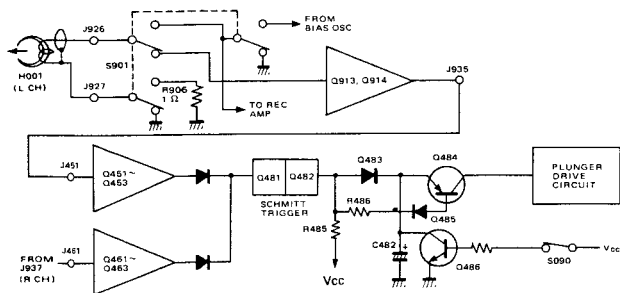 J926
FROM
BIAS OSC
S901
H001
(L CH)
J927
R906
1 Ω
TO REC
AMP
Q913, Q914
J935
J451
Q451~
Q453
Q481
Q482
SCHMITT
TRIGGER
Q483
Q484
PLUNGER
DRIVE
CIRCUIT
R486
Q485
R485
C482
+
Q486
S090
Vcc
Vcc
FROM
J937
(R CH)
J461
Q461~
Q463